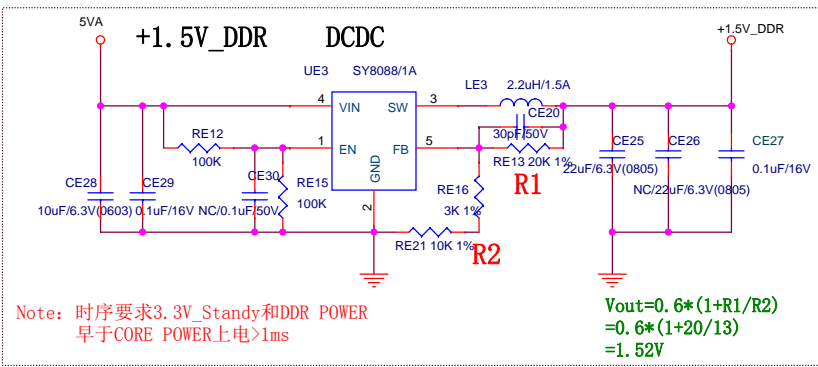 5VA
+1.5V_DDR DCDC
+1.5V_DDR
UE3 SY8088/1A
LE3 2.2uH/1.5A
4 VIN SW 3
CE20
30pF/50V
RE12
100K
1 EN FB 5
RE13 20K 1%
R1
GND
2
CE28
10uF/6.3V(0603)
CE29
0.1uF/16V
CE30
NC/0.1uF/50V
RE15
100K
RE16
3K 1%
RE21 10K 1%
R2
CE25
22uF/6.3V(0805)
CE26
NC/22uF/6.3V(0805)
CE27
0.1uF/16V
Note: 时序要求3.3V_Standy和DDR POWER
早于CORE POWER上电>1ms
Vout=0.6*(1+R1/R2)
=0.6*(1+20/13)
=1.52V